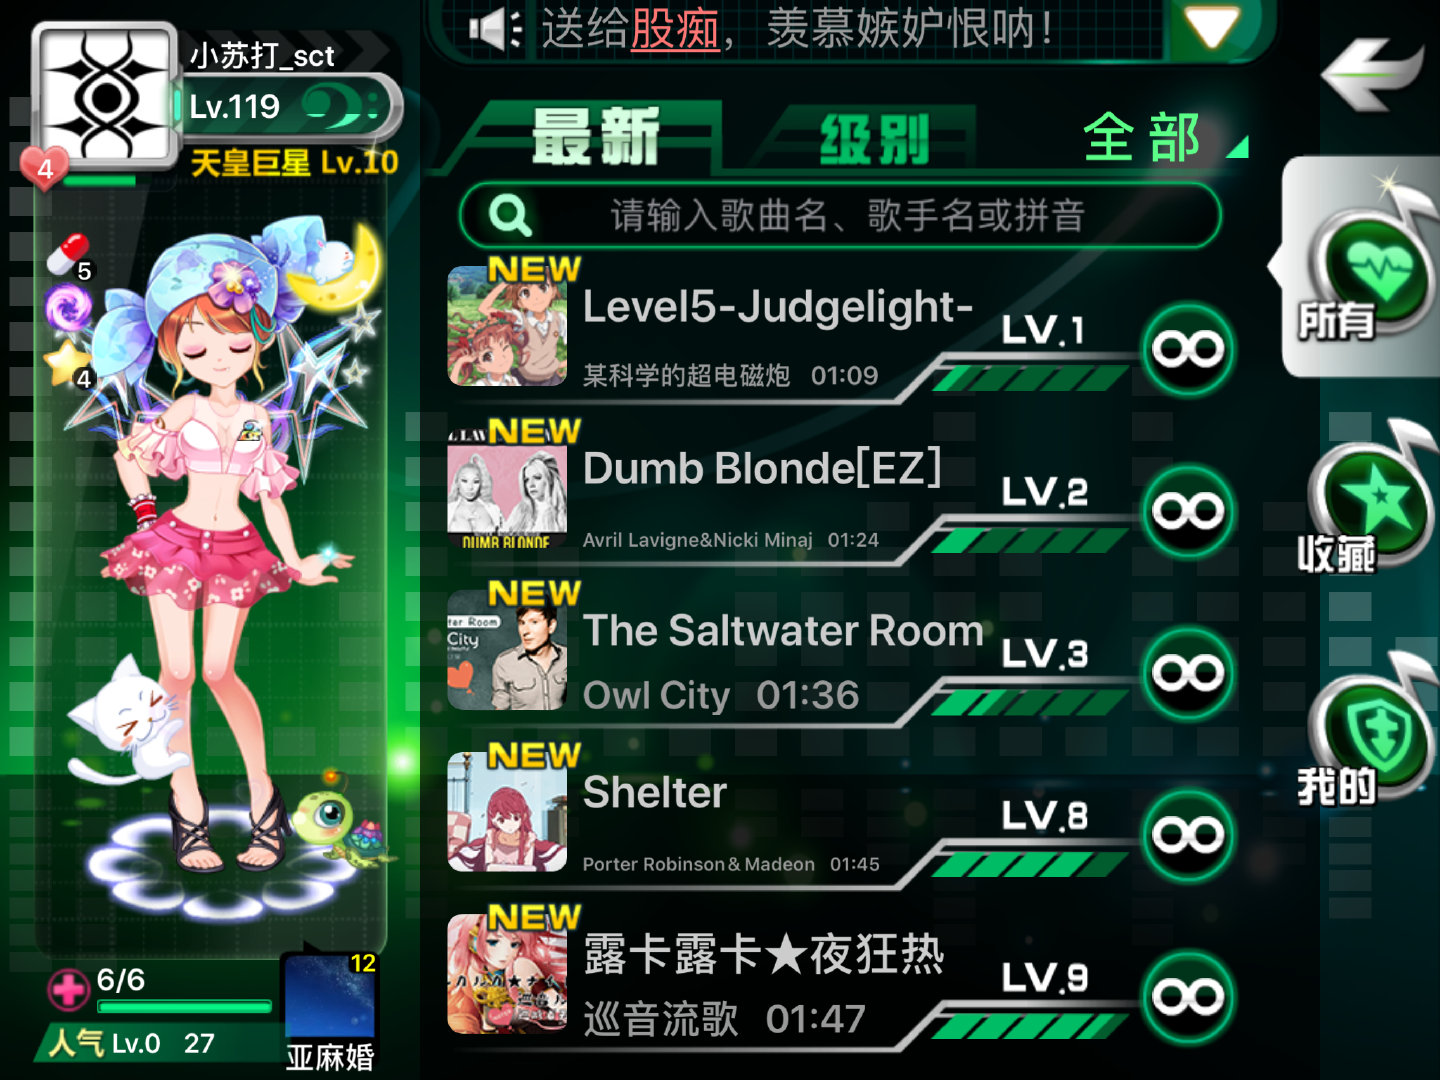 送给股痴，羡慕嫉妒恨呐！
小苏打_sct
Lv.119
天皇巨星 Lv.10
4
5
4
最新
级别
全部
请输入歌曲名、歌手名或拼音
NEW
Level5-Judgelight-
某科学的超电磁炮 01:09
LV.1
NEW
Dumb Blonde[EZ]
Avril Lavigne&Nicki Minaj 01:24
LV.2
DUMB BLONDE
NEW
The Saltwater Room
Owl City 01:36
LV.3
ter Room
City
NEW
Shelter
Porter Robinson&Madeon 01:45
LV.8
NEW
露卡露卡★夜狂热
巡音流歌 01:47
LV.9
所有
收藏
我的
6/6
人气 Lv.0 27
12
亚麻婚